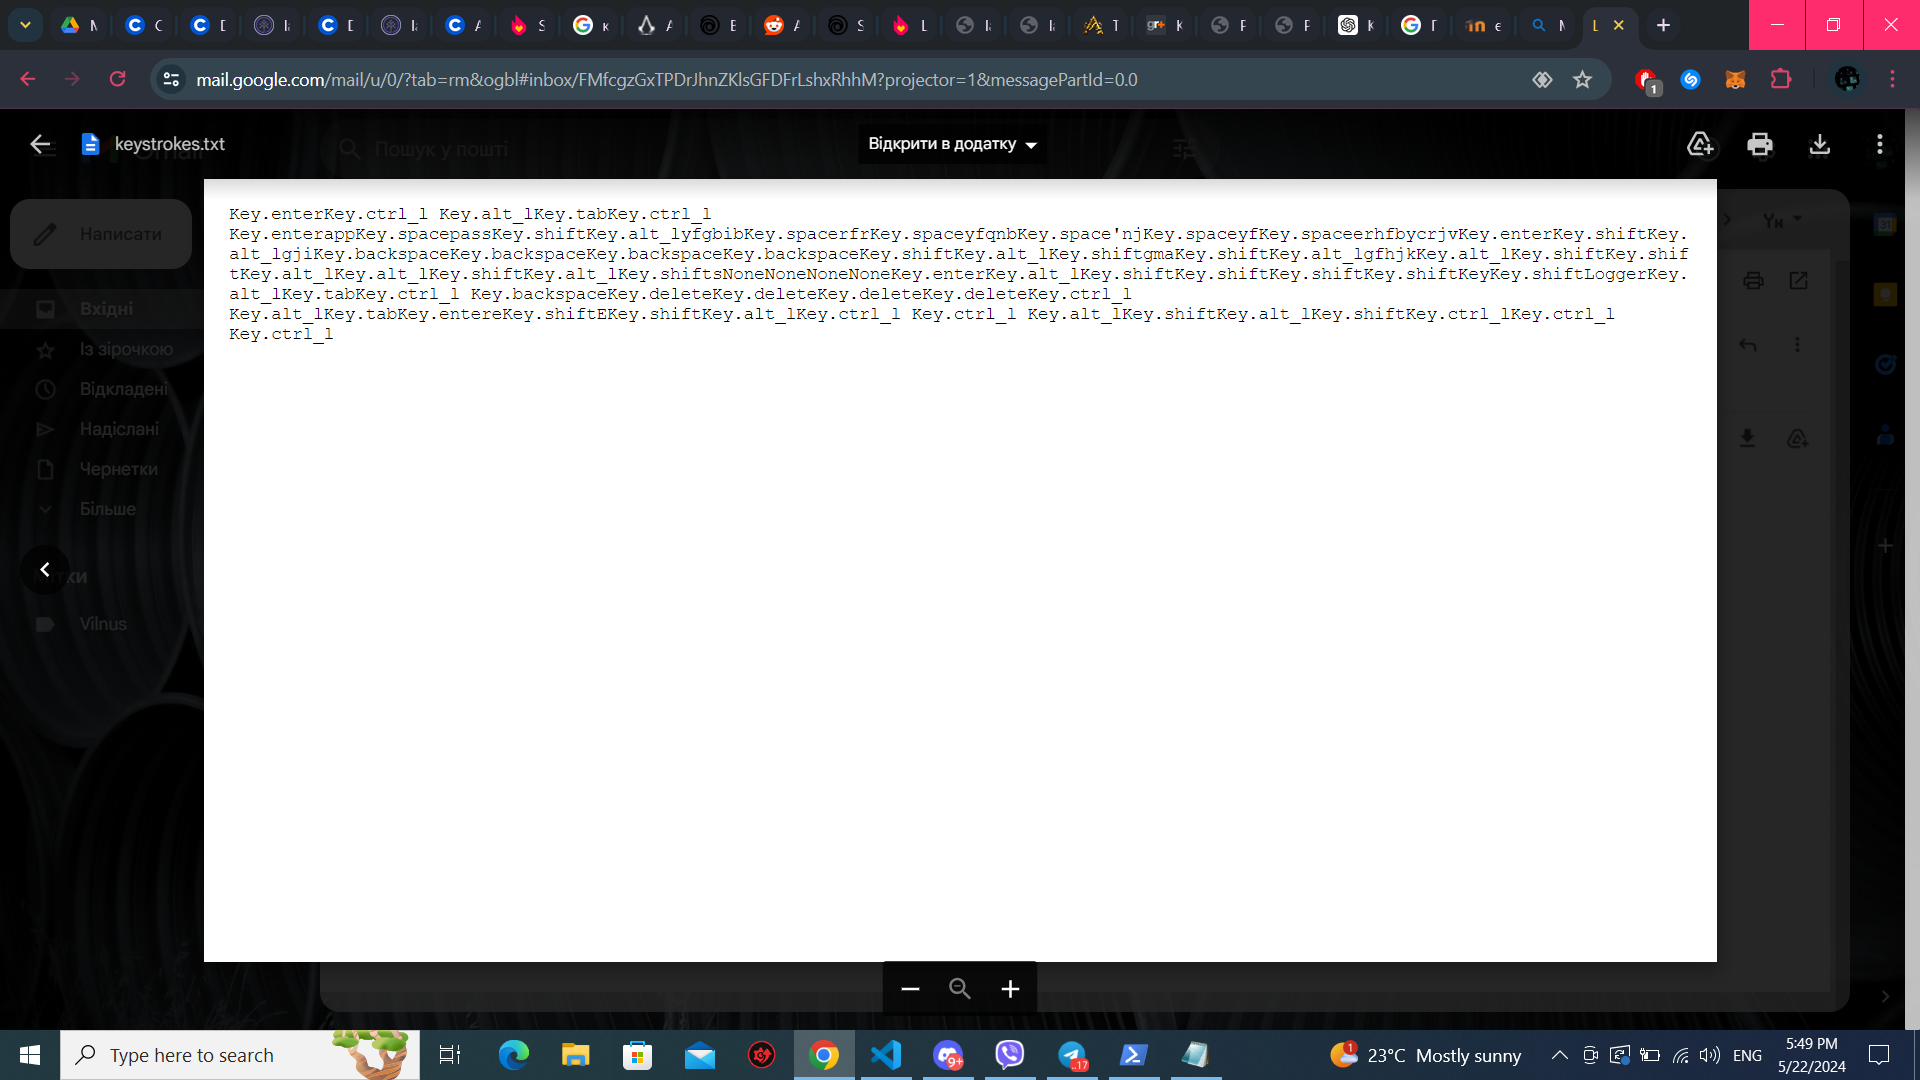 mail.google.com/mail/u/0/?tab=rm&ogbl#inbox/FMfcgzGxTPDrJhnZKlsGFDFrLshxRhhM?projector=1&messagePartId=0.0
1
keystrokes.txt
Пошук у пошті
Відкрити в додатку
Написати
Вхідні
Із зірочкою
Відкладені
Надіслані
Чернетки
Більше
Vilnus
Key.enterKey.ctrl_l Key.alt_lKey.tabKey.ctrl_l
Key.enterappKey.spacepassKey.shiftKey.alt_lyfgbibKey.spacerfrKey.spaceyfqnbKey.space'njKey.spaceyfKey.spaceerhfbycrjvKey.enterKey.shiftKey.
alt_lgjiKey.backspaceKey.backspaceKey.backspaceKey.backspaceKey.shiftKey.alt_lKey.shiftgmaKey.shiftKey.alt_lgfhjkKey.alt_lKey.shiftKey.shif
tKey.alt_lKey.alt_lKey.shiftKey.alt_lKey.shiftsNoneNoneNoneNoneKey.enterKey.alt_lKey.shiftKey.shiftKey.shiftKey.shiftKeyKey.shiftLoggerKey.
alt_lKey.tabKey.ctrl_l Key.backspaceKey.deleteKey.deleteKey.deleteKey.deleteKey.ctrl_l
Key.alt_lKey.tabKey.entereKey.shiftEKey.shiftKey.alt_lKey.ctrl_l Key.ctrl_l Key.alt_lKey.shiftKey.alt_lKey.shiftKey.ctrl_lKey.ctrl_l
Key.ctrl_l
Type here to search
23°C Mostly sunny
ENG
5:49 PM
5/22/2024